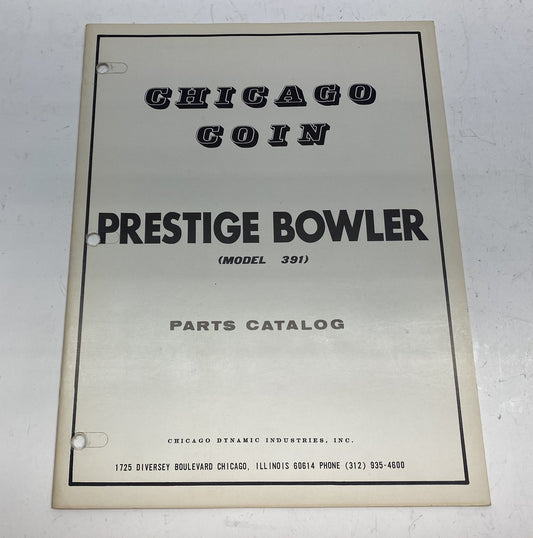 CHICAGO
COIN
PRESTIGE BOWLER
(MODEL 391)
PARTS CATALOG
CHICAGO DYNAMIC INDUSTRIES, INC.
1725 DIVERSEY BOULEVARD CHICAGO, ILLINOIS 60614 PHONE (312) 935-4600